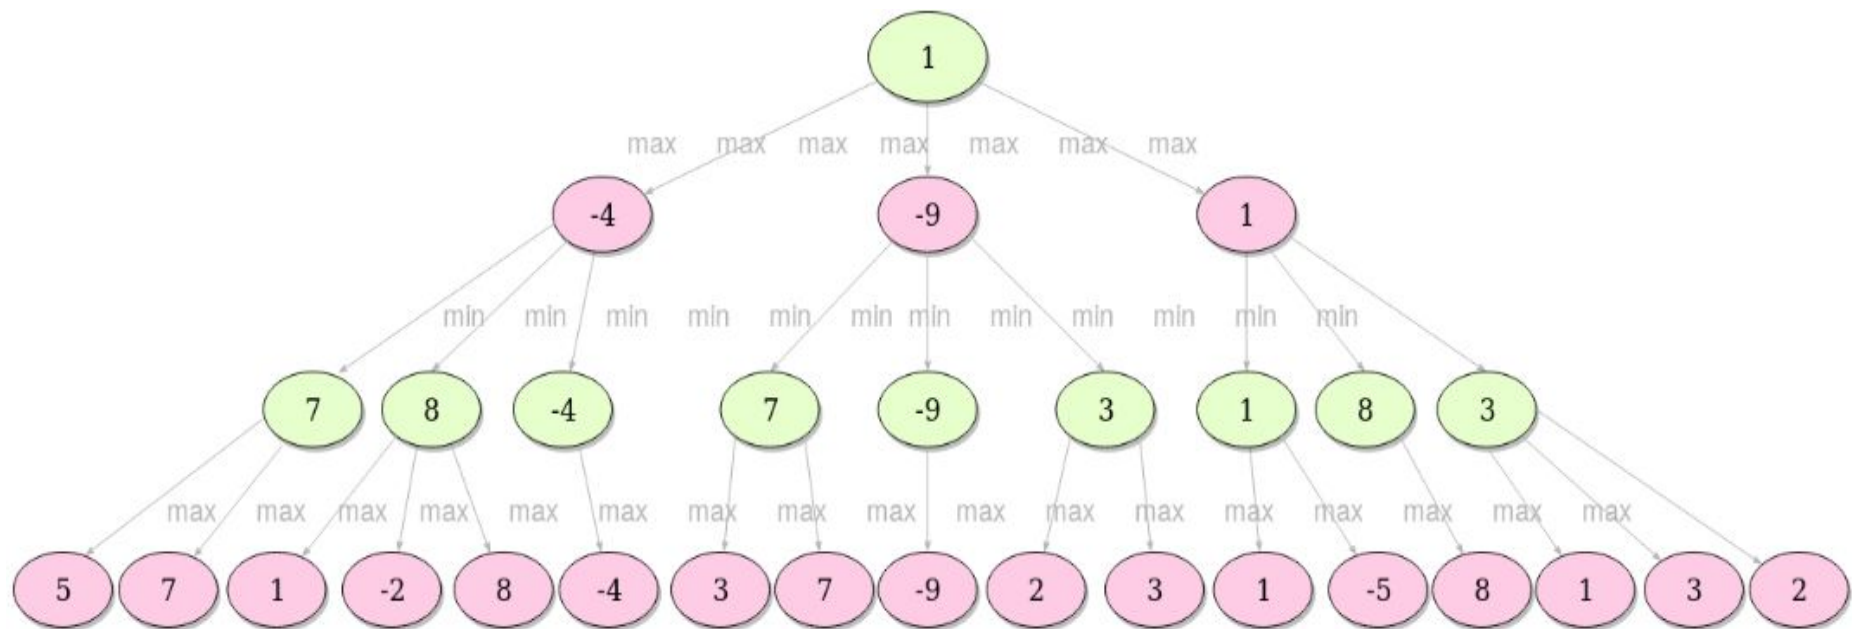 1
max max max max max max max
-4 -9 1
min min min min min min min min min min min min
7 8 -4 7 -9 3 1 8 3
max max max max max max max max max max max max max max max max max
5 7 1 -2 8 -4 3 7 -9 2 3 1 -5 8 1 3 2